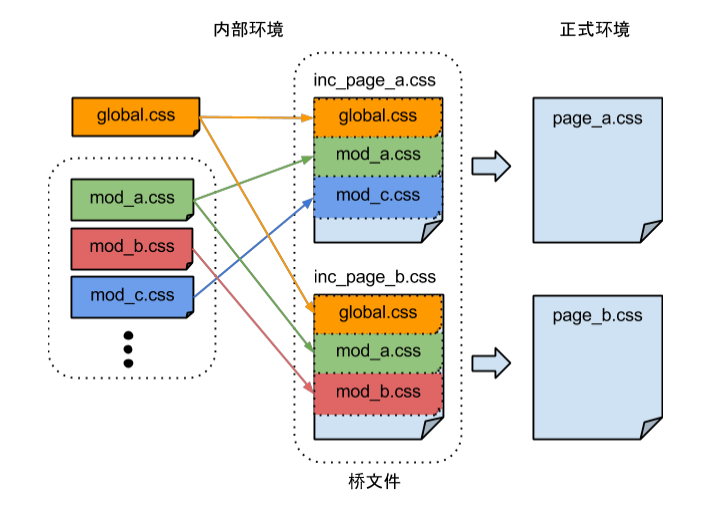 内部环境
正式环境
global.css
mod_a.css
mod_b.css
mod_c.css
inc_page_a.css
global.css
mod_a.css
mod_c.css
inc_page_b.css
global.css
mod_a.css
mod_b.css
桥文件
page_a.css
page_b.css